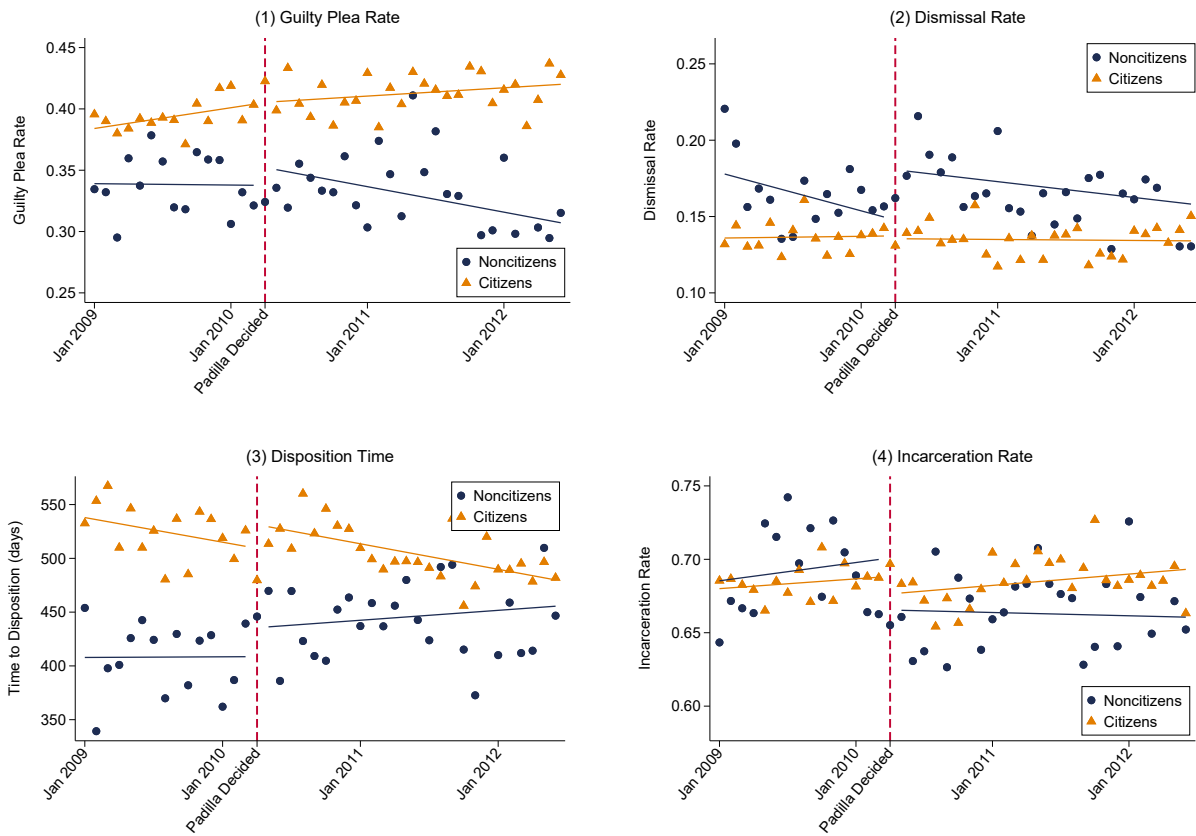 (1) Guilty Plea Rate
Guilty Plea Rate
0.45
0.40
0.35
0.30
0.25
Noncitizens
Citizens
Jan 2009
Jan 2010
Padilla Decided
Jan 2011
Jan 2012
(2) Dismissal Rate
Dismissal Rate
0.25
0.20
0.15
0.10
Noncitizens
Citizens
Jan 2009
Jan 2010
Padilla Decided
Jan 2011
Jan 2012
(3) Disposition Time
Time to Disposition (days)
550
500
450
400
350
Noncitizens
Citizens
Jan 2009
Jan 2010
Padilla Decided
Jan 2011
Jan 2012
(4) Incarceration Rate
Incarceration Rate
0.75
0.70
0.65
0.60
Noncitizens
Citizens
Jan 2009
Jan 2010
Padilla Decided
Jan 2011
Jan 2012